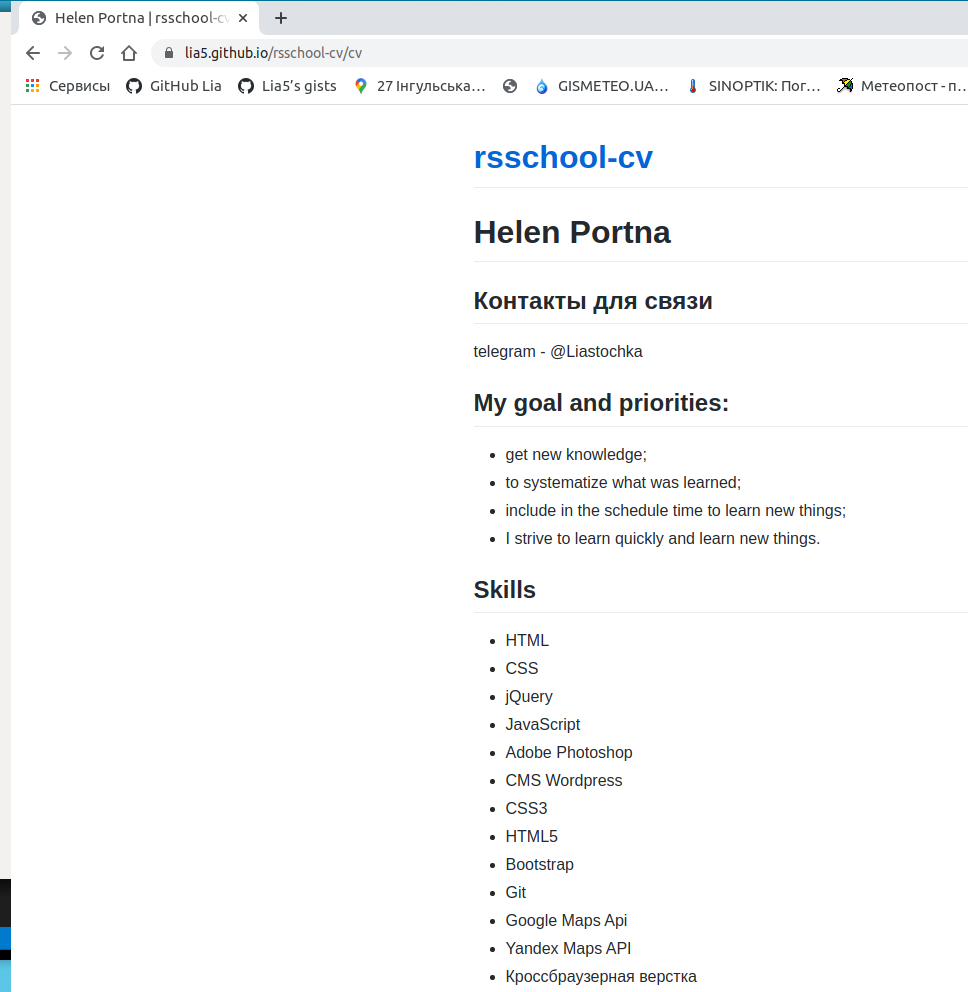 Helen Portna | rsschool-cv
lia5.github.io/rsschool-cv/cv
Сервисы GitHub Lia Lia5's gists 27 Інгульська… GISMETEO.UA… SINOPTIK: Пог… Метеопост - п…
rsschool-cv
Helen Portna
Контакты для связи
telegram - @Liastochka
My goal and priorities:
get new knowledge;
to systematize what was learned;
include in the schedule time to learn new things;
I strive to learn quickly and learn new things.
Skills
HTML
CSS
jQuery
JavaScript
Adobe Photoshop
CMS Wordpress
CSS3
HTML5
Bootstrap
Git
Google Maps Api
Yandex Maps API
Кроссбраузерная верстка